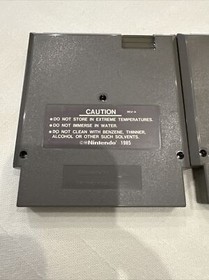 CAUTION
●DO NOT STORE IN EXTREME TEMPERATURES.
●DO NOT IMMERSE IN WATER.
●DO NOT CLEAN WITH BENZENE, THINNER,
ALCOHOL OR OTHER SUCH SOLVENTS.
©Nintendo 1985